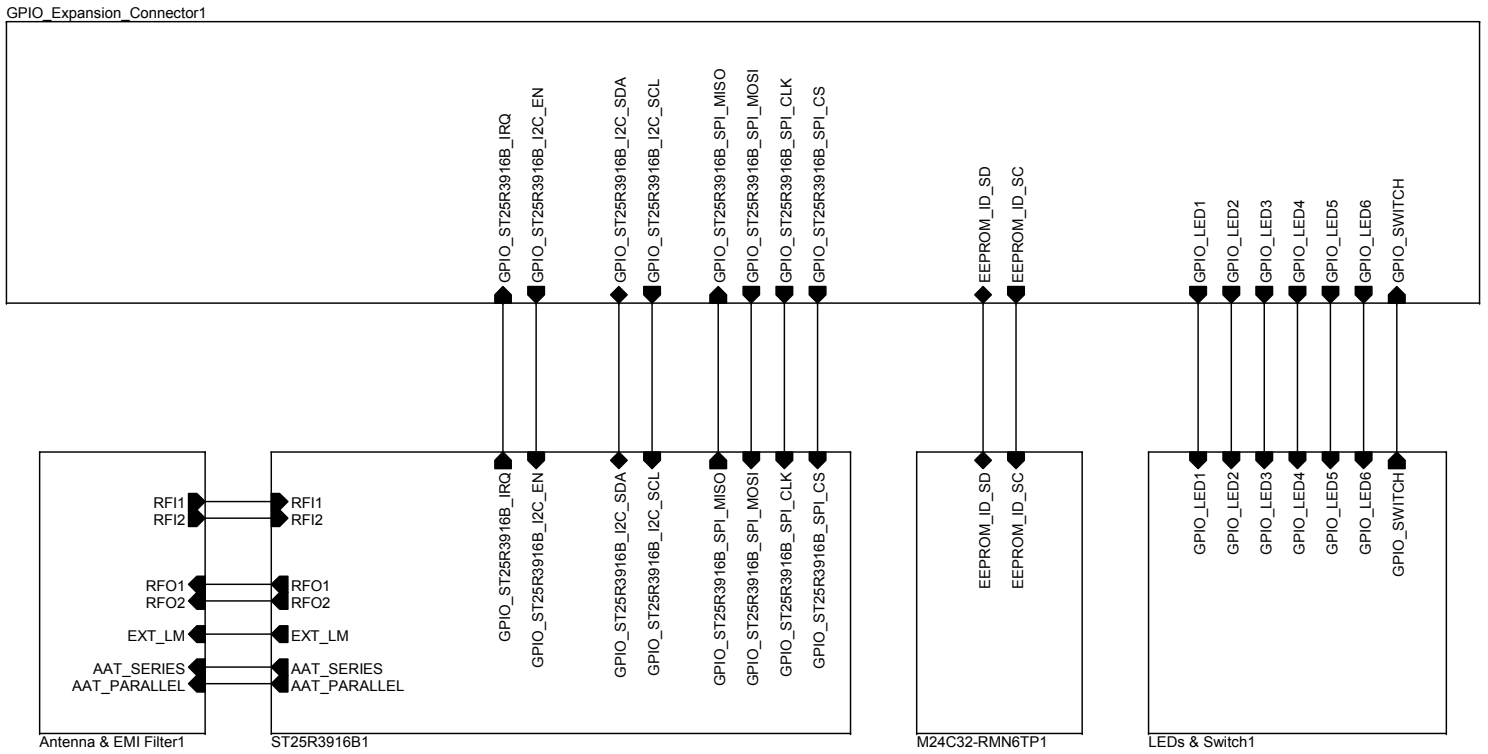 GPIO_Expansion_Connector1
GPIO_ST25R3916B_IRQ
GPIO_ST25R3916B_I2C_EN
GPIO_ST25R3916B_I2C_SDA
GPIO_ST25R3916B_I2C_SCL
GPIO_ST25R3916B_SPI_MISO
GPIO_ST25R3916B_SPI_MOSI
GPIO_ST25R3916B_SPI_CLK
GPIO_ST25R3916B_SPI_CS
EEPROM_ID_SD
EEPROM_ID_SC
GPIO_LED1
GPIO_LED2
GPIO_LED3
GPIO_LED4
GPIO_LED5
GPIO_LED6
GPIO_SWITCH
RFI1
RFI2
RFO1
RFO2
EXT_LM
AAT_SERIES
AAT_PARALLEL
Antenna & EMI Filter1
RFI1
RFI2
RFO1
RFO2
EXT_LM
AAT_SERIES
AAT_PARALLEL
GPIO_ST25R3916B_IRQ
GPIO_ST25R3916B_I2C_EN
GPIO_ST25R3916B_I2C_SDA
GPIO_ST25R3916B_I2C_SCL
GPIO_ST25R3916B_SPI_MISO
GPIO_ST25R3916B_SPI_MOSI
GPIO_ST25R3916B_SPI_CLK
GPIO_ST25R3916B_SPI_CS
ST25R3916B1
EEPROM_ID_SD
EEPROM_ID_SC
M24C32-RMN6TP1
GPIO_LED1
GPIO_LED2
GPIO_LED3
GPIO_LED4
GPIO_LED5
GPIO_LED6
GPIO_SWITCH
LEDs & Switch1